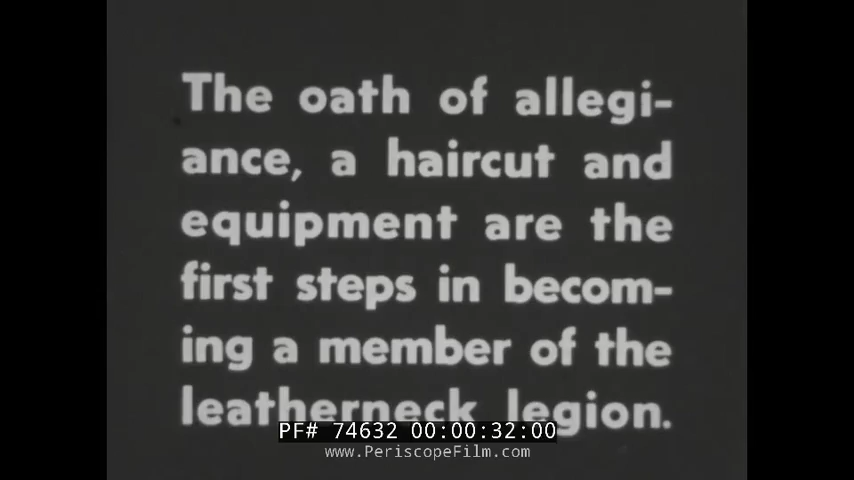 The oath of allegi-
ance, a haircut and
equipment are the
first steps in becom-
ing a member of the
leatherneck legion.
PF# 74632 00:00:32:00
www.PeriscopeFilm.com